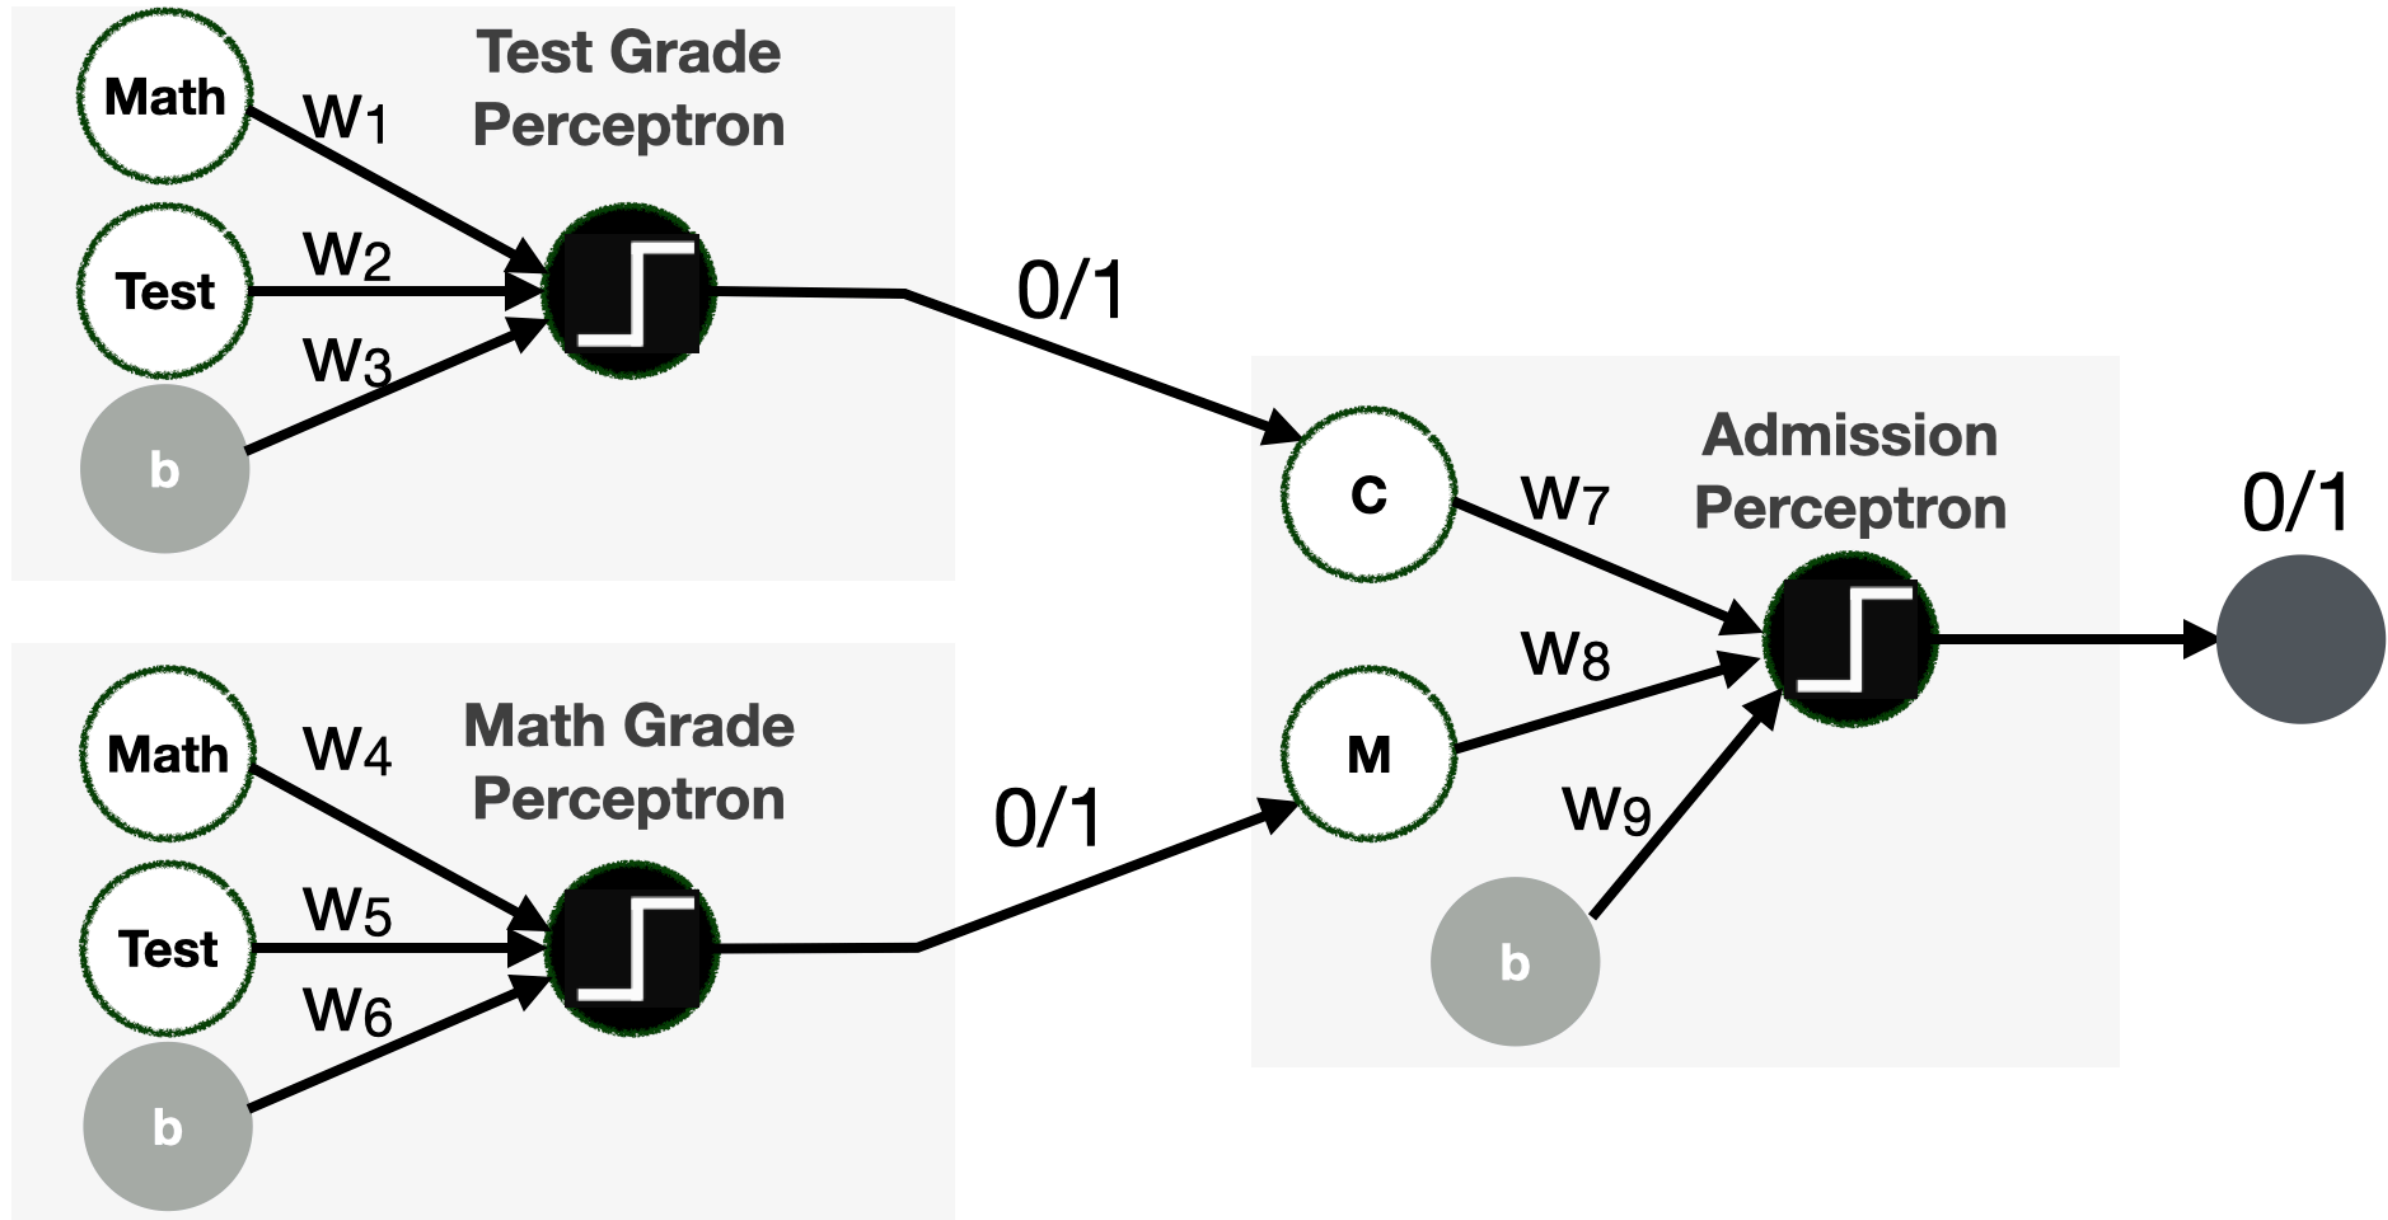 Test Grade
Perceptron
Math
W1
Test
W2
W3
b
0/1
Math Grade
Perceptron
Math
W4
Test
W5
W6
b
0/1
Admission
Perceptron
C
W7
M
W8
W9
b
0/1